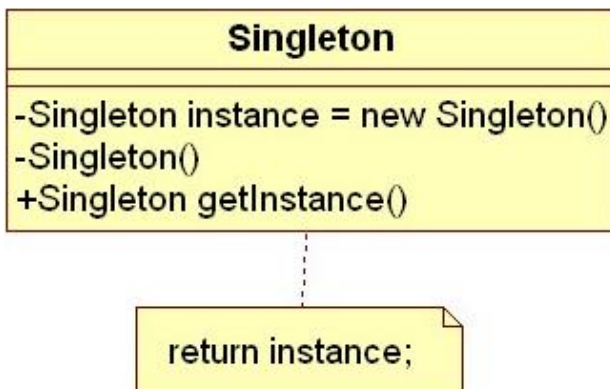 Singleton
-Singleton instance = new Singleton()
-Singleton()
+Singleton getInstance()
return instance;